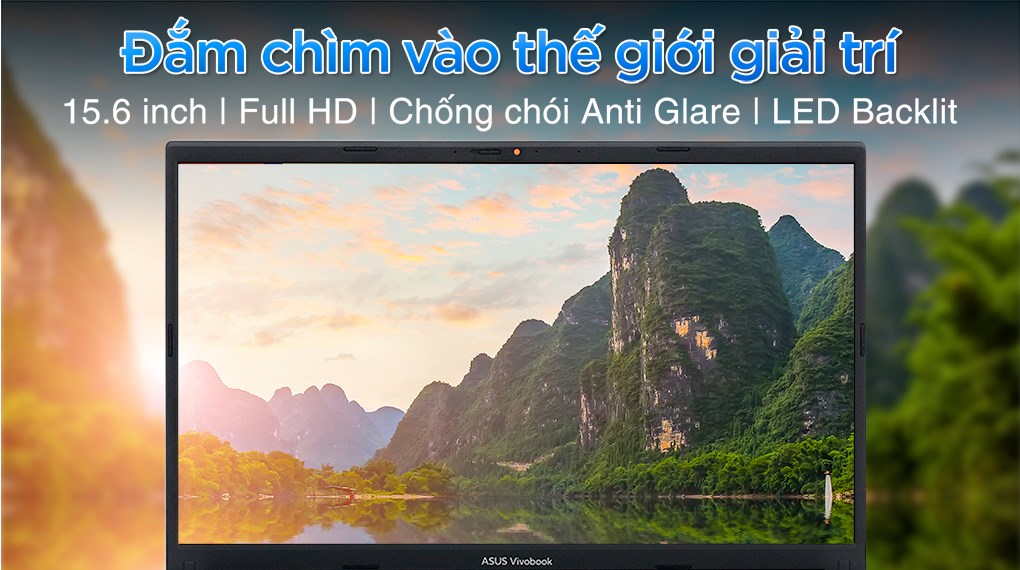 Đắm chìm vào thế giới giải trí
15.6 inch | Full HD | Chống chói Anti Glare | LED Backlit
ASUS Vivobook